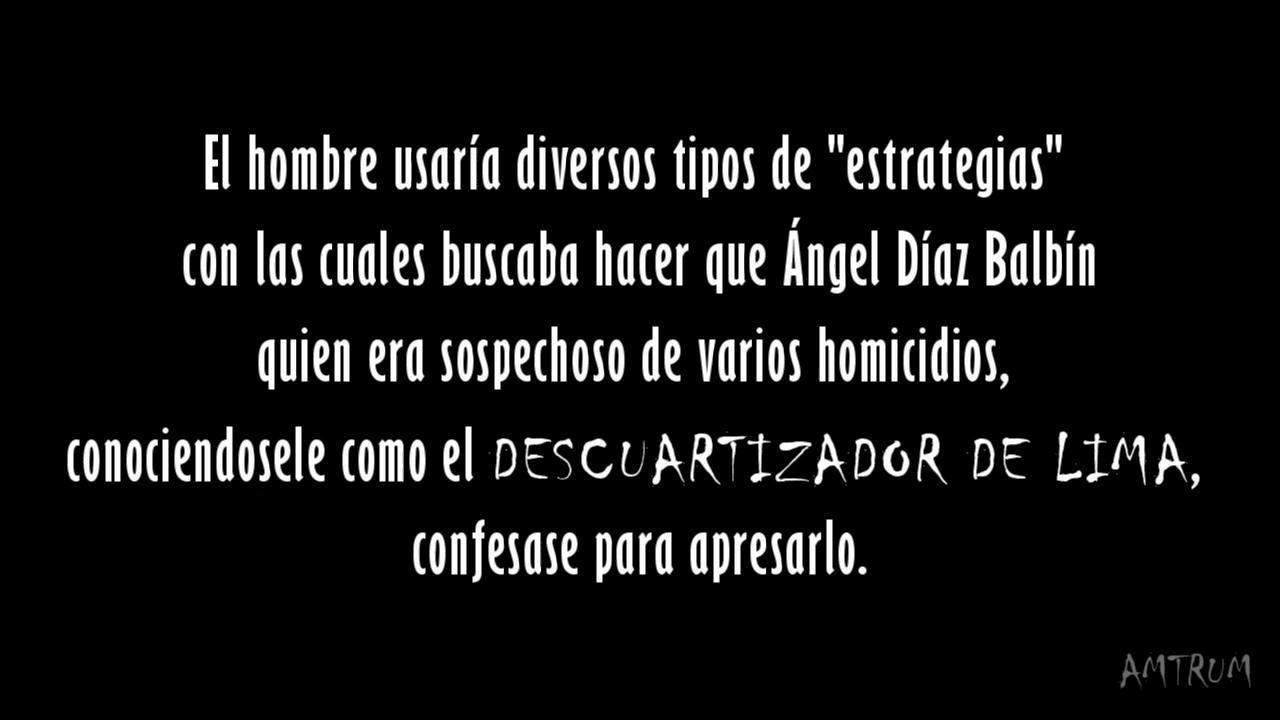 El hombre usaría diversos tipos de "estrategias"
con las cuales buscaba hacer que Ángel Díaz Balbín
quien era sospechoso de varios homicidios,
conociendosele como el DESCUARTIZADOR DE LIMA,
confesase para apresarlo.
AMTRUM